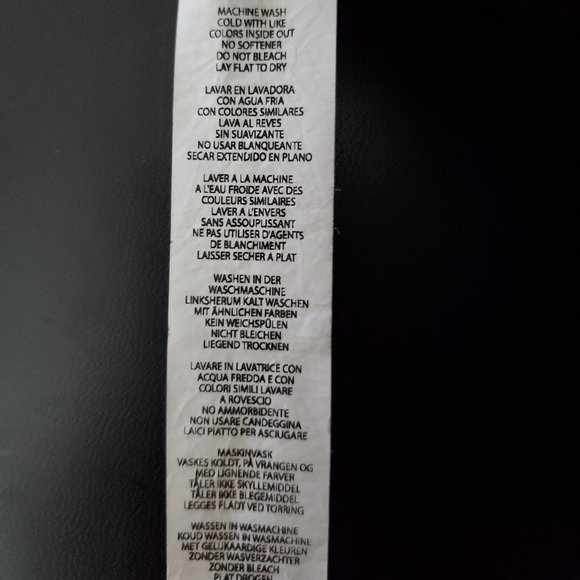 MACHINE WASH
COLD WITH LIKE
COLORS INSIDE OUT
NO SOFTENER
DO NOT BLEACH
LAY FLAT TO DRY
LAVAR EN LAVADORA
CON AGUA FRIA
CON COLORES SIMILARES
LAVA AL REVES
SIN SUAVIZANTE
NO USAR BLANQUEANTE
SECAR EXTENDIDO EN PLANO
LAVER A LA MACHINE
A L'EAU FROIDE AVEC DES
COULEURS SIMILAIRES
LAVER A L'ENVERS
SANS ASSOUPLISSANT
NE PAS UTILISER D'AGENTS
DE BLANCHIMENT
LAISSER SECHER A PLAT
WASHEN IN DER
WASCHMASCHINE
LINKSHERUM KALT WASCHEN
MIT ÄHNLICHEN FARBEN
KEIN WEICHSPÜLEN
NICHT BLEICHEN
LIEGEND TROCKNEN
LAVARE IN LAVATRICE CON
ACQUA FREDDA E CON
COLORI SIMILI LAVARE
A ROVESCIO
NO AMMORBIDENTE
NON USARE CANDEGGINA
LAICI PIATTO PER ASCIUGARE
MASKINVASK
VASKES KOLDT, PÅ VRANGEN OG
MED LIGNENDE FARVER
TÅLER IKKE SKYLLEMIDDEL
TÅLER IKKE BLEGEMIDDEL
LEGGES FLADT VED TORRING
WASSEN IN WASMACHINE
KOUD WASSEN IN WASMACHINE
MET GELIJKAARDIGE KLEUREN
ZONDER WASVERZACHTER
ZONDER BLEACH
PLAT DROGEN